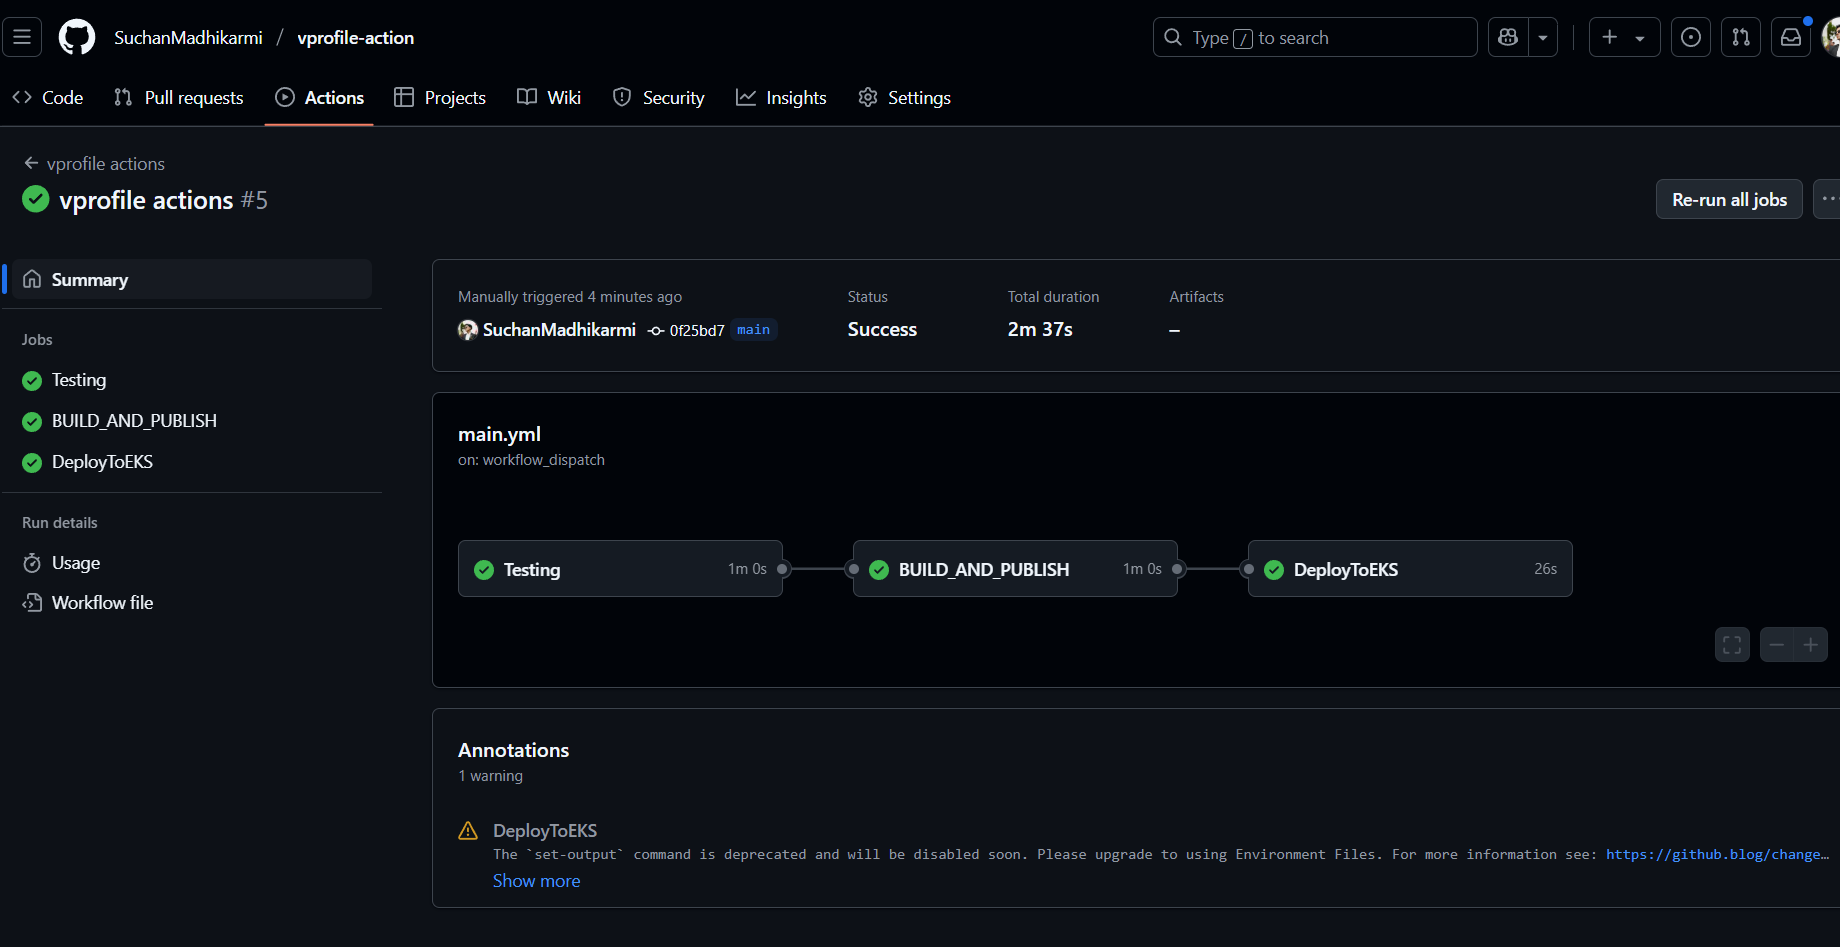 SuchanMadhikarmi / vprofile-action
Type / to search
Code
Pull requests
Actions
Projects
Wiki
Security
Insights
Settings
vprofile actions
vprofile actions #5
Re-run all jobs
Summary
Jobs
Testing
BUILD_AND_PUBLISH
DeployToEKS
Run details
Usage
Workflow file
Manually triggered 4 minutes ago
SuchanMadhikarmi 0f25bd7 main
Status
Success
Total duration
2m 37s
Artifacts
–
main.yml
on: workflow_dispatch
Testing 1m 0s
BUILD_AND_PUBLISH 1m 0s
DeployToEKS 26s
Annotations
1 warning
DeployToEKS
The `set-output` command is deprecated and will be disabled soon. Please upgrade to using Environment Files. For more information see: https://github.blog/change…
Show more